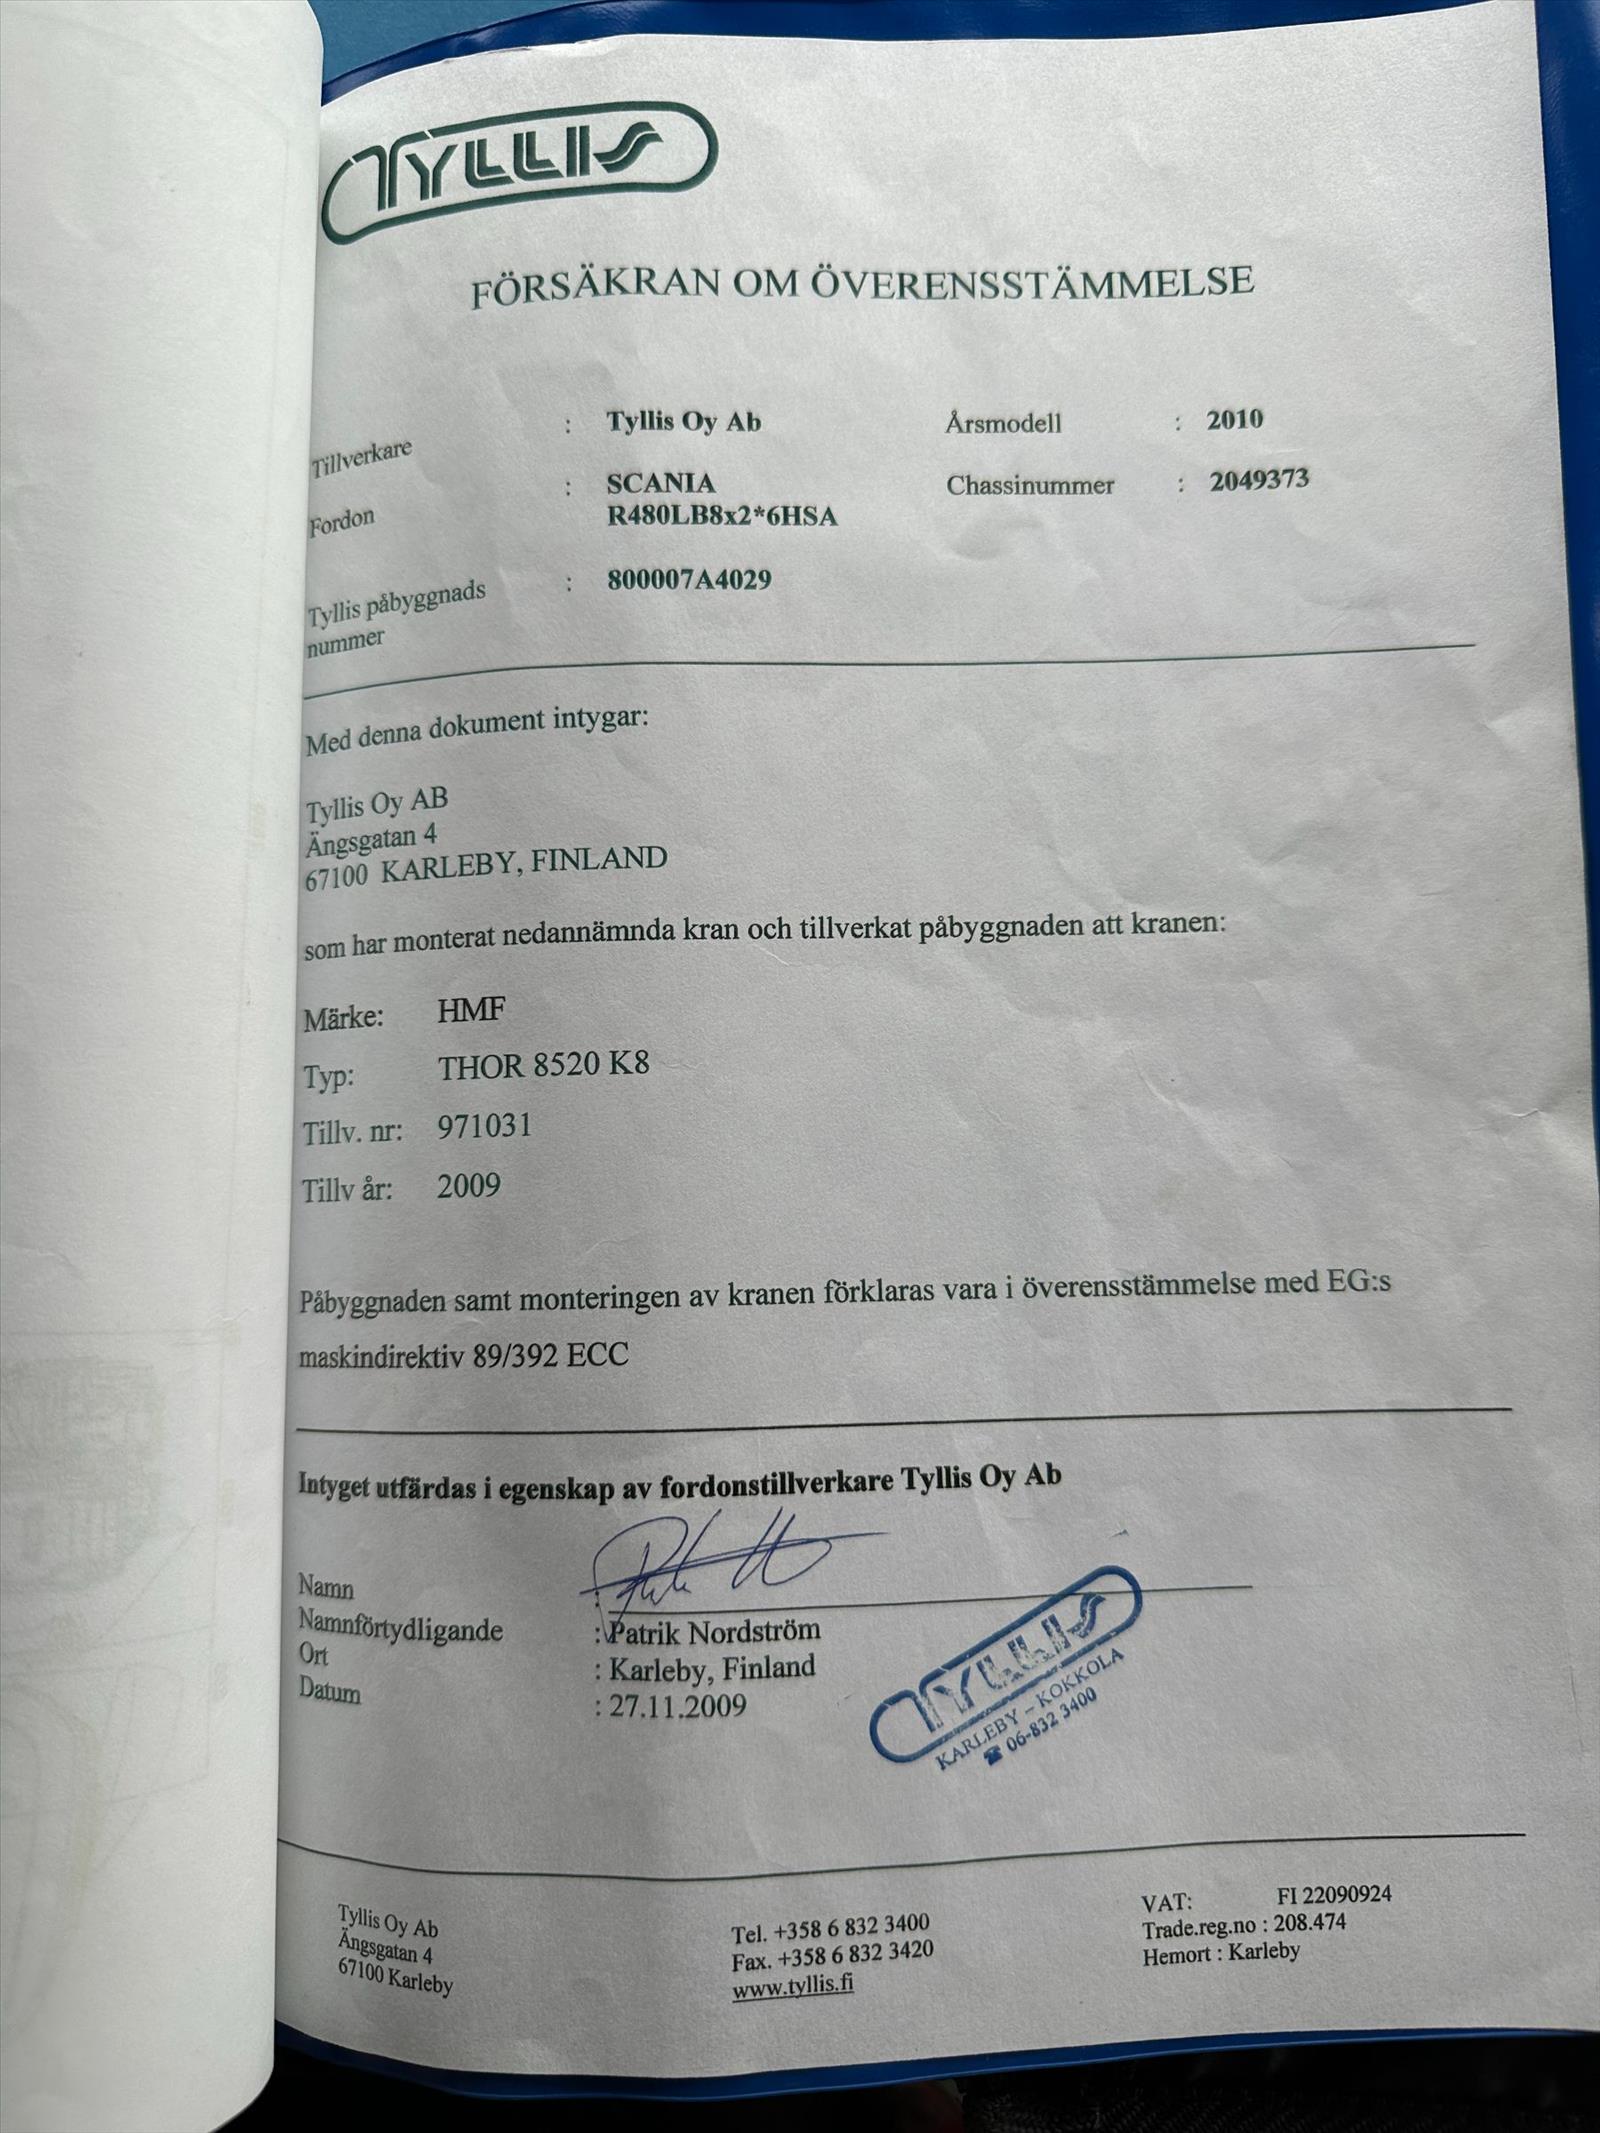 TYLLIS
FÖRSÄKRAN OM ÖVERENSSTÄMMELSE
Tillverkare : Tyllis Oy Ab Årsmodell : 2010
Fordon : SCANIA Chassinummer : 2049373
R480LB8x2*6HSA
Tyllis påbyggnads : 800007A4029
nummer
Med denna dokument intygar:
Tyllis Oy AB
Ängsgatan 4
67100 KARLEBY, FINLAND
som har monterat nedannämnda kran och tillverkat påbyggnaden att kranen:
Märke: HMF
Typ: THOR 8520 K8
Tillv. nr: 971031
Tillv år: 2009
Påbyggnaden samt monteringen av kranen förklaras vara i överensstämmelse med EG:s
maskindirektiv 89/392 ECC
Intyget utfärdas i egenskap av fordonstillverkare Tyllis Oy Ab
Namn :
Namnförtydligande : Patrik Nordström
Ort : Karleby, Finland
Datum : 27.11.2009
TYLLIS
KARLEBY – KOKKOLA
☎ 06-832 3400
Tyllis Oy Ab
Ängsgatan 4
67100 Karleby
Tel. +358 6 832 3400
Fax. +358 6 832 3420
www.tyllis.fi
VAT: FI 22090924
Trade.reg.no : 208.474
Hemort : Karleby